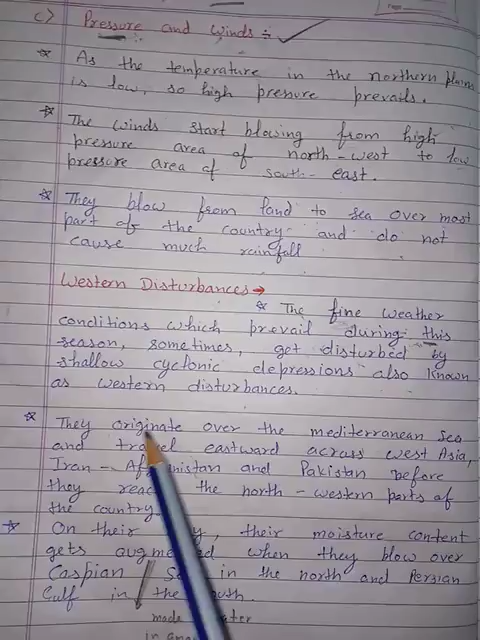 c) Pressure and Winds :-
As the temperature in the northern plains
is low, so high pressure prevails.
The winds start blowing from high
pressure area of north-west to low
pressure area of south-east.
They blow from land to sea over most
part of the country and do not
cause much rainfall
Western Disturbances →
The fine weather
conditions which prevail during this
season, sometimes, get disturbed by
shallow cyclonic depressions also known
as western disturbances.
They originate over the mediterranean sea
and travel eastward across west Asia,
Iran - and Pakistan before
they the north-western parts of
the country
On their , their moisture content
gets when they blow over
Caspian in the north and Persian
Gulf in the
made